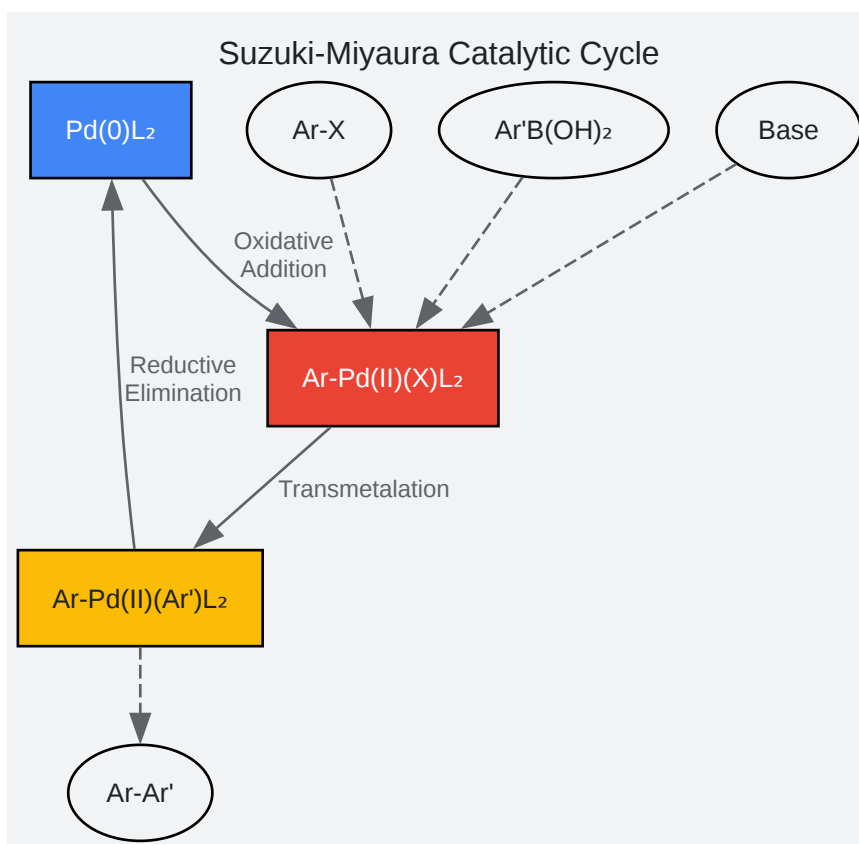 Suzuki-Miyaura Catalytic Cycle
Pd(0)L₂
Ar-X
Ar'B(OH)₂
Base
Oxidative
Addition
Reductive
Elimination
Ar-Pd(II)(X)L₂
Transmetalation
Ar-Pd(II)(Ar')L₂
Ar-Ar'